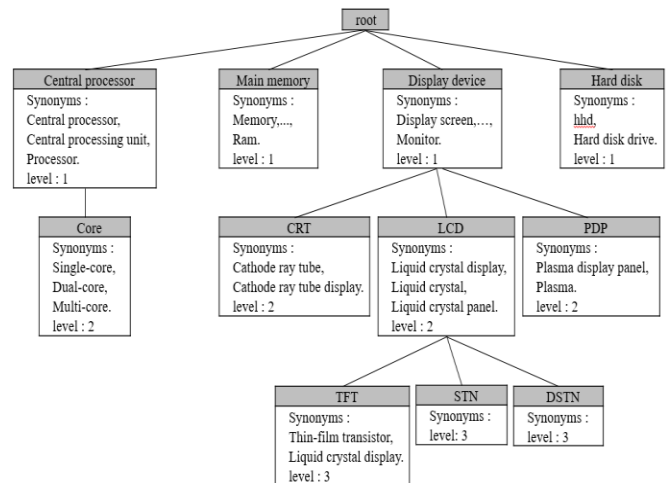 root
Central processor
Synonyms :
Central processor,
Central processing unit,
Processor.
level : 1
Main memory
Synonyms :
Memory,...,
Ram.
level : 1
Display device
Synonyms :
Display screen,...,
Monitor.
level : 1
Hard disk
Synonyms :
hhd,
Hard disk drive.
level : 1
Core
Synonyms :
Single-core,
Dual-core,
Multi-core.
level : 2
CRT
Synonyms :
Cathode ray tube,
Cathode ray tube display.
level : 2
LCD
Synonyms :
Liquid crystal display,
Liquid crystal,
Liquid crystal panel.
level : 2
PDP
Synonyms :
Plasma display panel,
Plasma.
level : 2
TFT
Synonyms :
Thin-film transistor,
Liquid crystal display.
level : 3
STN
Synonyms :
level: 3
DSTN
Synonyms :
level : 3